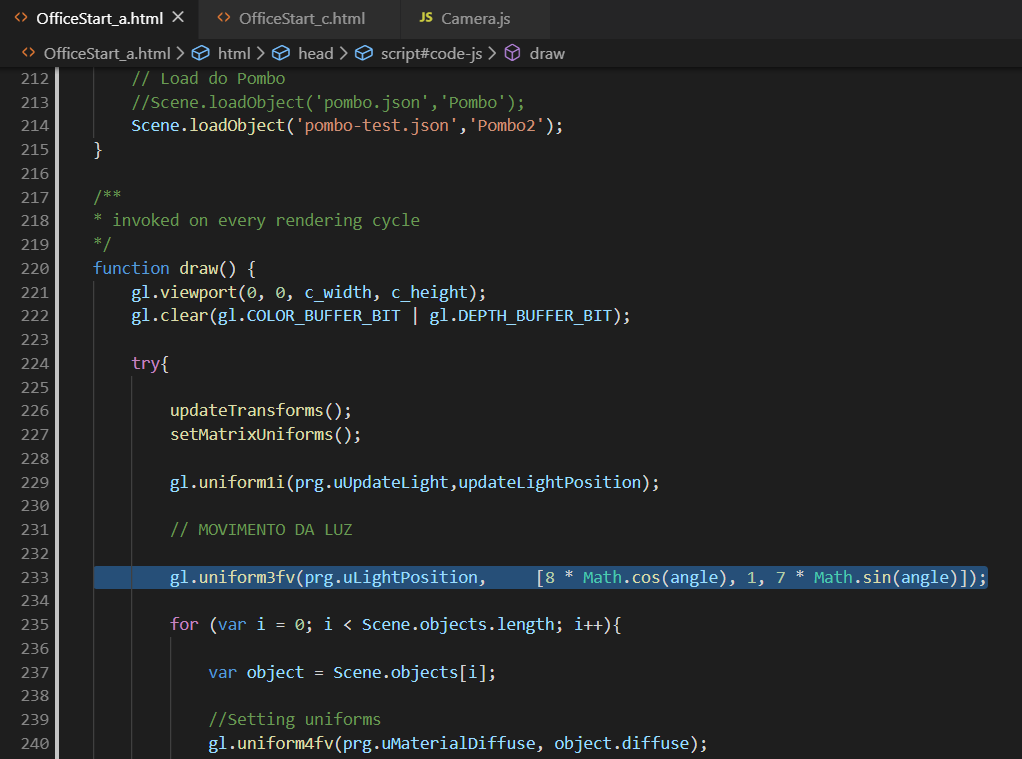 <> OfficeStart_a.html × <> OfficeStart_c.html JS Camera.js
<> OfficeStart_a.html > html > head > script#code-js > draw
212 // Load do Pombo
213 //Scene.loadObject('pombo.json','Pombo');
214 Scene.loadObject('pombo-test.json','Pombo2');
215 }
216
217 /**
218 * invoked on every rendering cycle
219 */
220 function draw() {
221 gl.viewport(0, 0, c_width, c_height);
222 gl.clear(gl.COLOR_BUFFER_BIT | gl.DEPTH_BUFFER_BIT);
223
224 try{
225
226 updateTransforms();
227 setMatrixUniforms();
228
229 gl.uniform1i(prg.uUpdateLight,updateLightPosition);
230
231 // MOVIMENTO DA LUZ
232
233 gl.uniform3fv(prg.uLightPosition,     [8 * Math.cos(angle), 1, 7 * Math.sin(angle)]);
234
235 for (var i = 0; i < Scene.objects.length; i++){
236
237 var object = Scene.objects[i];
238
239 //Setting uniforms
240 gl.uniform4fv(prg.uMaterialDiffuse, object.diffuse);